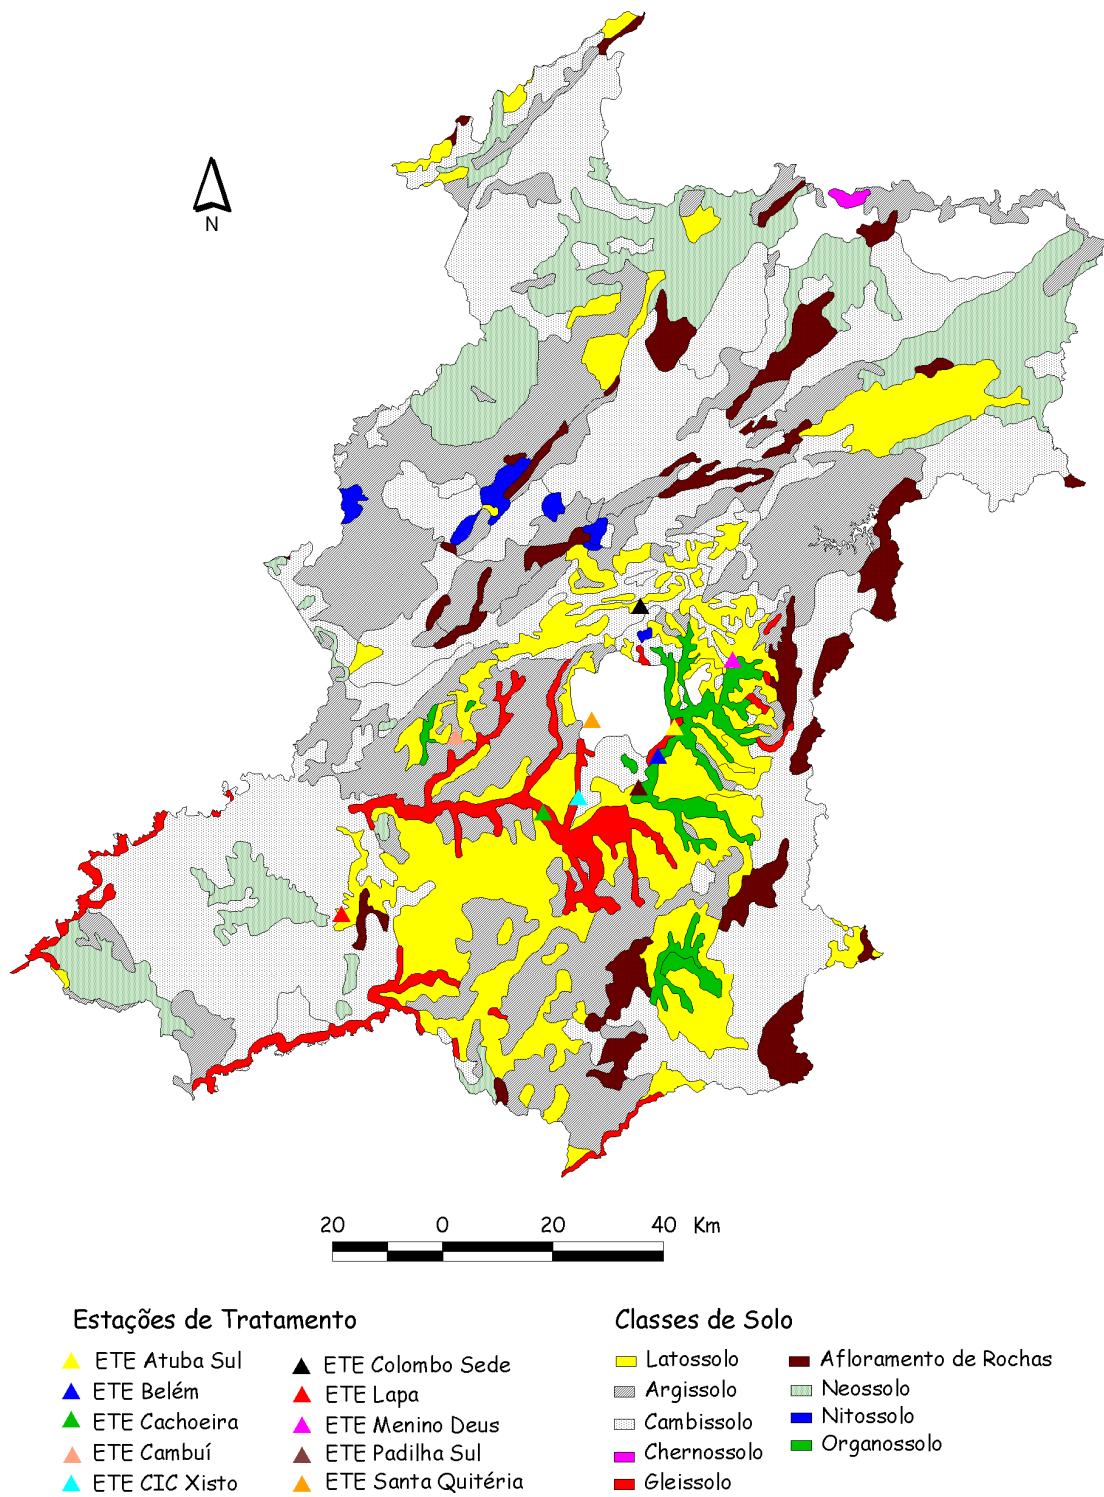 N
20 0 20 40 Km
Estações de Tratamento
ETE Atuba Sul
ETE Belém
ETE Cachoeira
ETE Cambuí
ETE CIC Xisto
ETE Colombo Sede
ETE Lapa
ETE Menino Deus
ETE Padilha Sul
ETE Santa Quitéria
Classes de Solo
Latossolo
Argissolo
Cambissolo
Chernossolo
Gleissolo
Afloramento de Rochas
Neossolo
Nitossolo
Organossolo